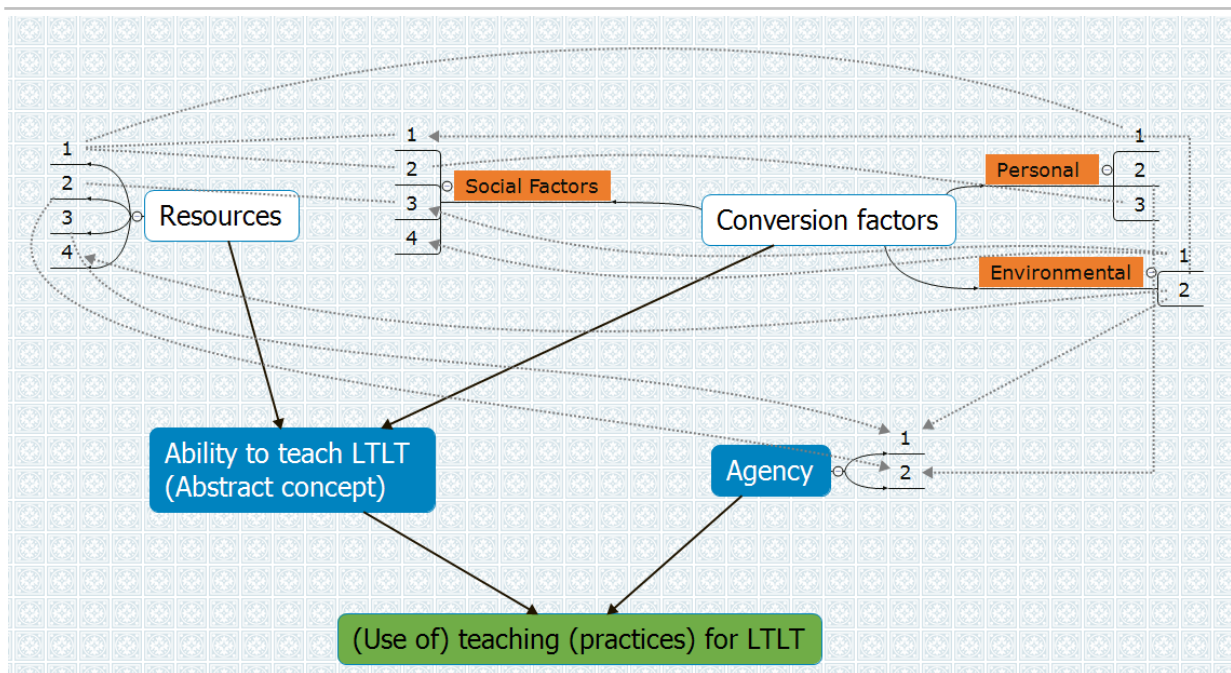 1
2
3
4
Resources
1
2
3
4
Social Factors
Conversion factors
Personal
1
2
3
Environmental
1
2
Ability to teach LTLT
(Abstract concept)
Agency
1
2
(Use of) teaching (practices) for LTLT